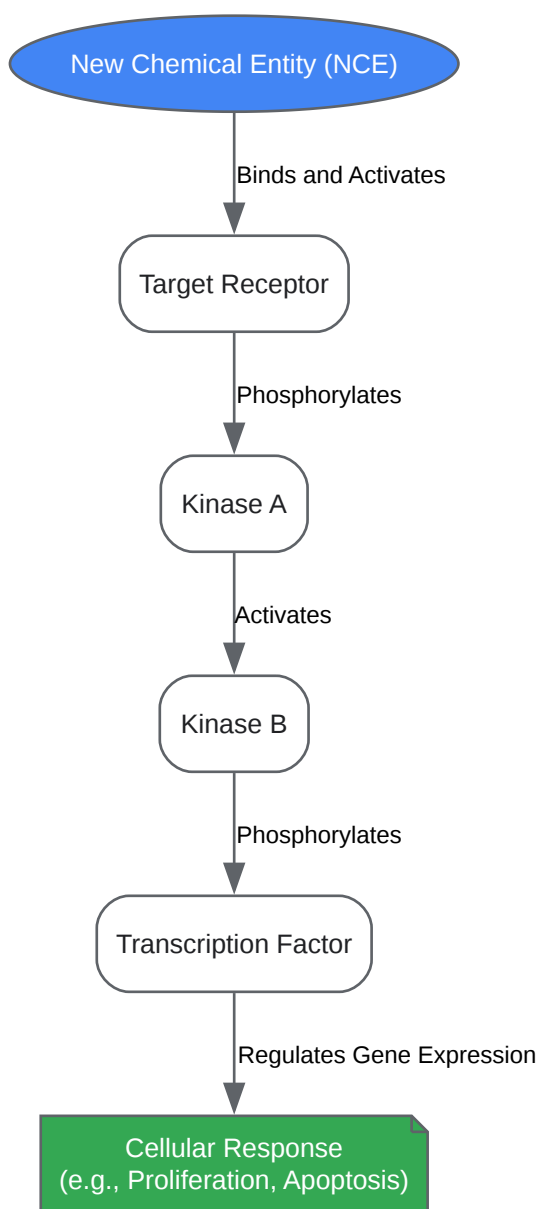 New Chemical Entity (NCE)
Binds and Activates
Target Receptor
Phosphorylates
Kinase A
Activates
Kinase B
Phosphorylates
Transcription Factor
Regulates Gene Expression
Cellular Response
(e.g., Proliferation, Apoptosis)